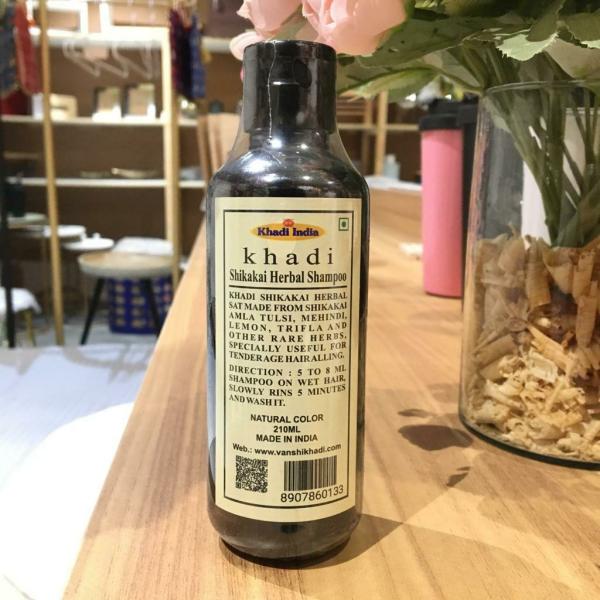 Khadi India
khadi
Shikakai Herbal Shampoo
KHADI SHIKAKAI HERBAL
SAT MADE FROM SHIKAKAI
AMLA TULSI, MEHINDI,
LEMON, TRIFLA AND
OTHER RARE HERBS,
SPECIALLY USEFUL FOR
TENDERAGE HAIRALLING.
DIRECTION : 5 TO 8 ML
SHAMPOO ON WET HAIR,
SLOWLY RINS 5 MINUTES
AND WASH IT.
NATURAL COLOR
210ML
MADE IN INDIA
Web.: www.vanshikhadi.com
8907860133